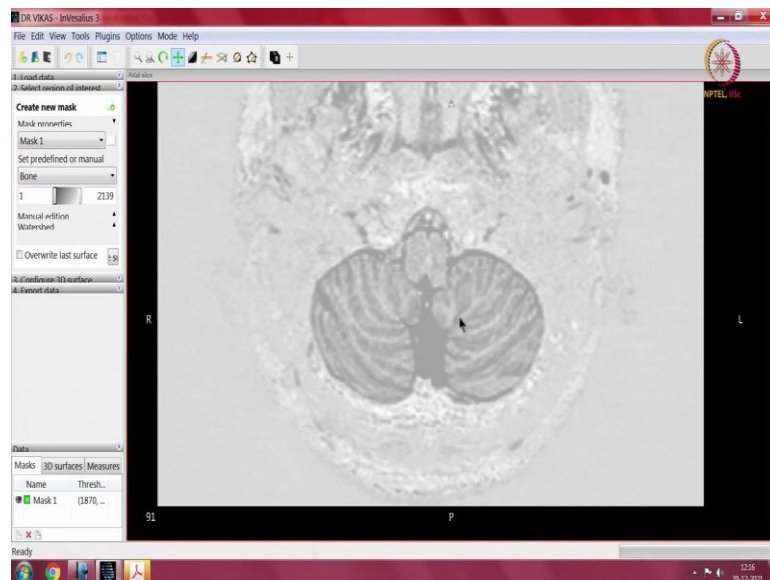 DR VIKAS - InVesalius 3
File Edit View Tools Plugins Options Mode Help
NPTEL, IISc
1. Load data
Axial slice
2. Select region of interest
Create new mask
Mask properties
Mask 1
Set predefined or manual
Bone
1 2139
Manual edition
Watershed
Overwrite last surface
3. Configure 3D surface
4. Export data
A
R
L
91
P
Data
Masks 3D surfaces Measures
Name Thresh...
Mask 1 (1870, ...
Ready
12:16
20-12-2021